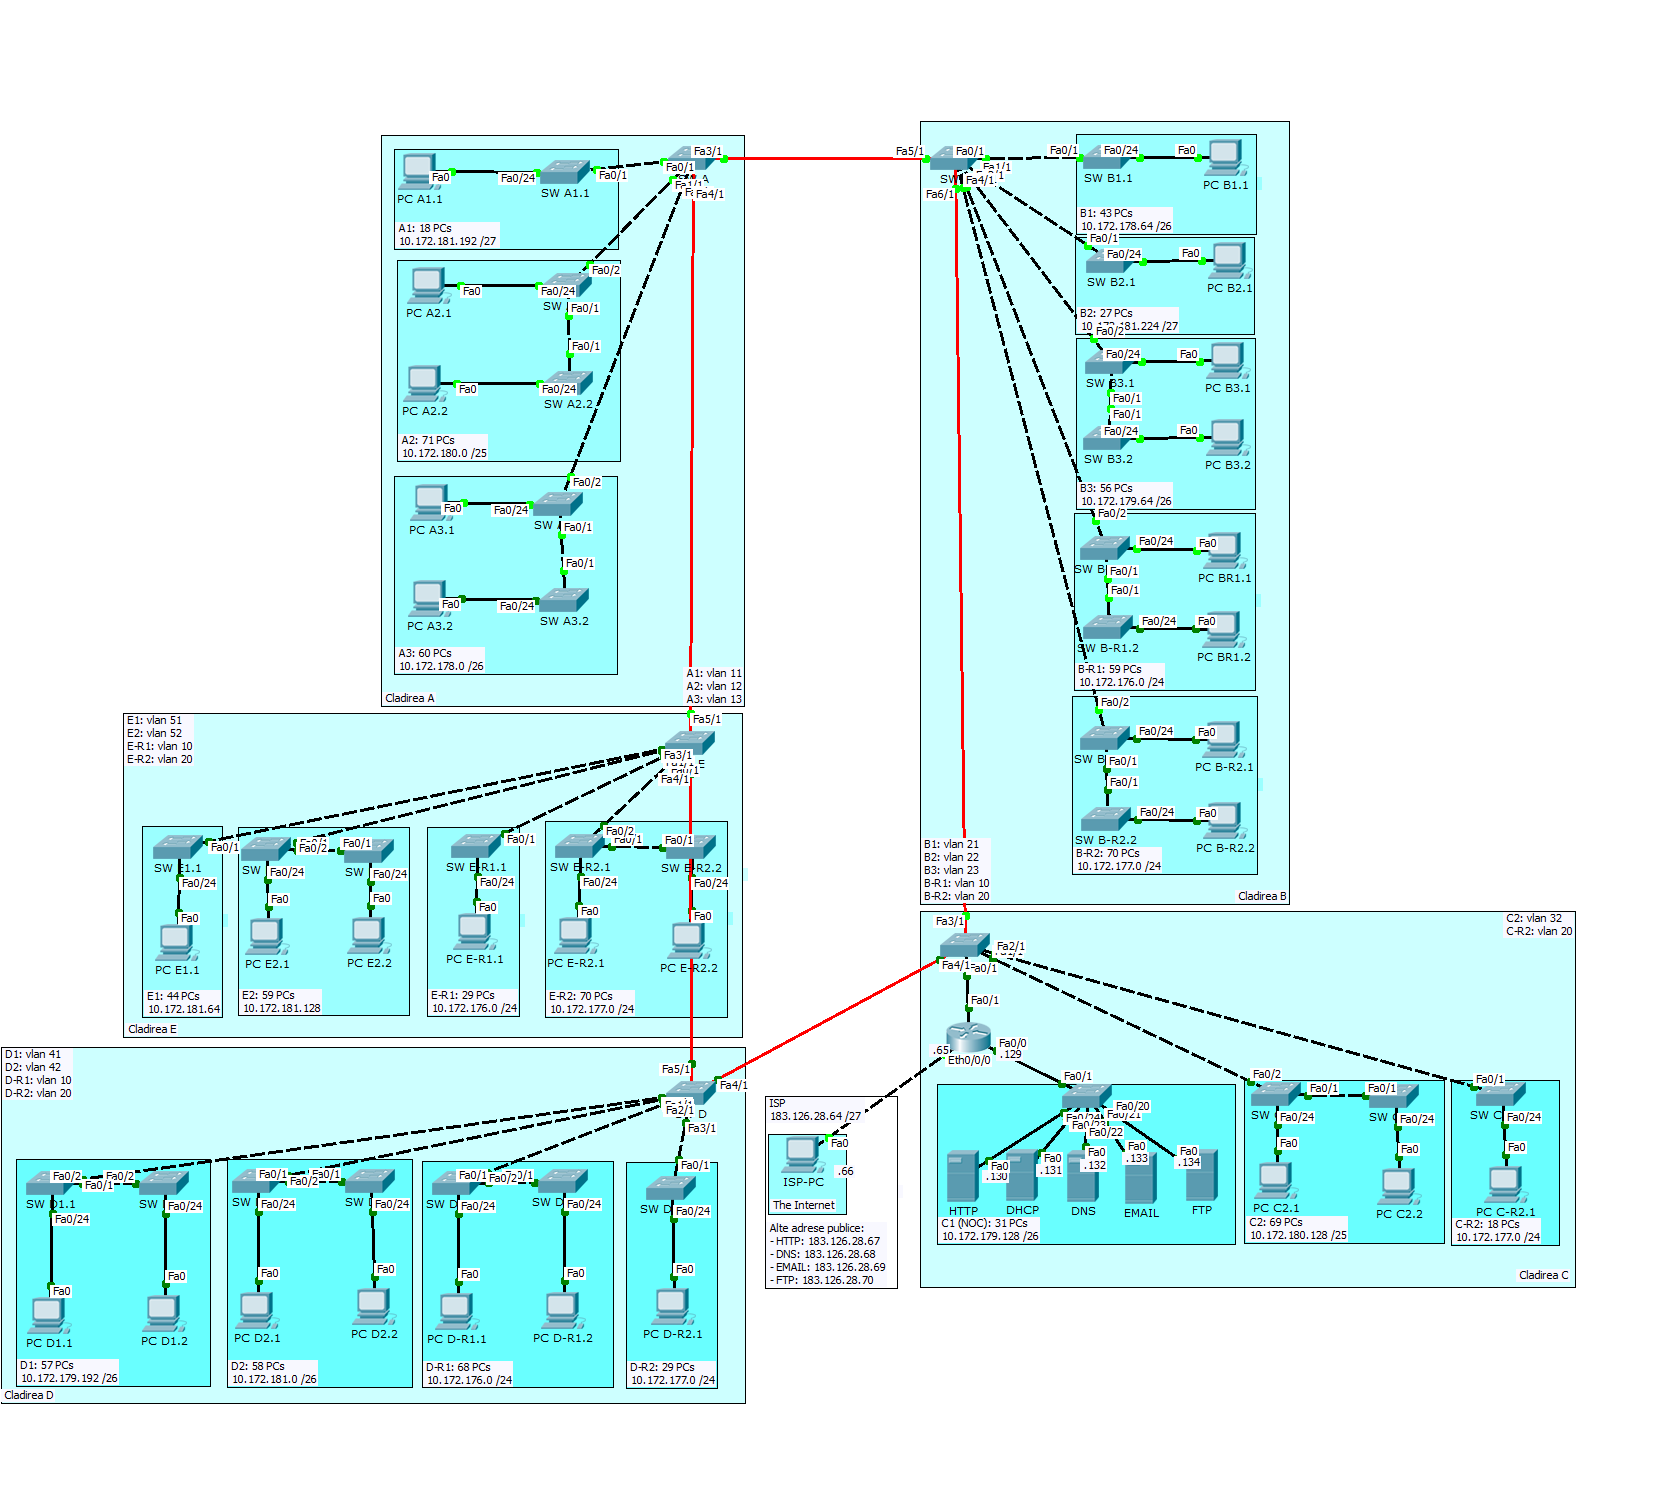 Fa0
Fa0/24
Fa0/1
PC A1.1
SW A1.1
A1: 18 PCs
10.172.181.192 /27
Fa3/1
Fa0/1
Fa4/1
Fa0/2
Fa0
Fa0/24
PC A2.1
SW
Fa0/1
Fa0/1
Fa0
Fa0/24
PC A2.2
SW A2.2
A2: 71 PCs
10.172.180.0 /25
Fa0/2
Fa0
Fa0/24
PC A3.1
SW
Fa0/1
Fa0/1
Fa0
Fa0/24
PC A3.2
SW A3.2
A3: 60 PCs
10.172.178.0 /26
A1: vlan 11
A2: vlan 12
A3: vlan 13
Cladirea A
Fa5/1
Fa0/1
Fa4/1
Fa6/1
SW
Fa0/1
Fa0/24
Fa0
SW B1.1
PC B1.1
B1: 43 PCs
10.172.178.64 /26
Fa0/1
Fa0/24
Fa0
SW B2.1
PC B2.1
B2: 27 PCs
10.172.181.224 /27
Fa0/2
Fa0/24
Fa0
SW B3.1
PC B3.1
Fa0/1
Fa0/1
Fa0/24
Fa0
SW B3.2
PC B3.2
B3: 56 PCs
10.172.179.64 /26
Fa0/2
Fa0/24
Fa0
SW B
PC BR1.1
Fa0/1
Fa0/1
Fa0/24
Fa0
SW B-R1.2
PC BR1.2
B-R1: 59 PCs
10.172.176.0 /24
Fa0/2
Fa0/24
Fa0
SW B
PC B-R2.1
Fa0/1
Fa0/1
Fa0/24
Fa0
SW B-R2.2
PC B-R2.2
B-R2: 70 PCs
10.172.177.0 /24
B1: vlan 21
B2: vlan 22
B3: vlan 23
B-R1: vlan 10
B-R2: vlan 20
Cladirea B
E1: vlan 51
E2: vlan 52
E-R1: vlan 10
E-R2: vlan 20
Fa5/1
Fa3/1
Fa4/1
Fa0/1
SW E1.1
Fa0/24
Fa0
PC E1.1
E1: 44 PCs
10.172.181.64
Fa0/2
Fa0/1
SW
SW
Fa0/24
Fa0/24
Fa0
Fa0
PC E2.1
PC E2.2
E2: 59 PCs
10.172.181.128
Fa0/1
SW E-R1.1
Fa0/24
Fa0
PC E-R1.1
E-R1: 29 PCs
10.172.176.0 /24
Fa0/2
Fa0/1
Fa0/1
SW E-R2.1
SW E-R2.2
Fa0/24
Fa0/24
Fa0
Fa0
PC E-R2.1
PC E-R2.2
E-R2: 70 PCs
10.172.177.0 /24
Cladirea E
D1: vlan 41
D2: vlan 42
D-R1: vlan 10
D-R2: vlan 20
Fa5/1
Fa4/1
Fa2/1
D
Fa3/1
Fa0/2
Fa0/1
Fa0/2
SW D1.1
SW
Fa0/24
Fa0/24
Fa0
Fa0
PC D1.1
PC D1.2
D1: 57 PCs
10.172.179.192 /26
Fa0/1
Fa0/2
Fa0/1
SW
SW
Fa0/24
Fa0/24
Fa0
Fa0
PC D2.1
PC D2.2
D2: 58 PCs
10.172.181.0 /26
Fa0/1
Fa0/2
Fa0/1
SW D
SW D
Fa0/24
Fa0/24
Fa0
Fa0
PC D-R1.1
PC D-R1.2
D-R1: 68 PCs
10.172.176.0 /24
Fa0/1
SW D
Fa0/24
Fa0
PC D-R2.1
D-R2: 29 PCs
10.172.177.0 /24
Cladirea D
ISP
183.126.28.64 /27
Fa0
.66
ISP-PC
The Internet
Alte adrese publice:
- HTTP: 183.126.28.67
- DNS: 183.126.28.68
- EMAIL: 183.126.28.69
- FTP: 183.126.28.70
C2: vlan 32
C-R2: vlan 20
Fa3/1
Fa2/1
Fa4/1
Fa0/1
Fa0/1
.65
Eth0/0/0
Fa0/0
.129
Fa0/1
Fa0/20
Fa0/21
Fa0/22
Fa0/23
Fa0/24
Fa0
.130
Fa0
.131
Fa0
.132
Fa0
.133
Fa0
.134
HTTP
DHCP
DNS
EMAIL
FTP
C1 (NOC): 31 PCs
10.172.179.128 /26
Fa0/2
Fa0/1
Fa0/1
SW
SW
Fa0/24
Fa0/24
Fa0
Fa0
PC C2.1
PC C2.2
C2: 69 PCs
10.172.180.128 /25
Fa0/1
SW C
Fa0/24
Fa0
PC C-R2.1
C-R2: 18 PCs
10.172.177.0 /24
Cladirea C